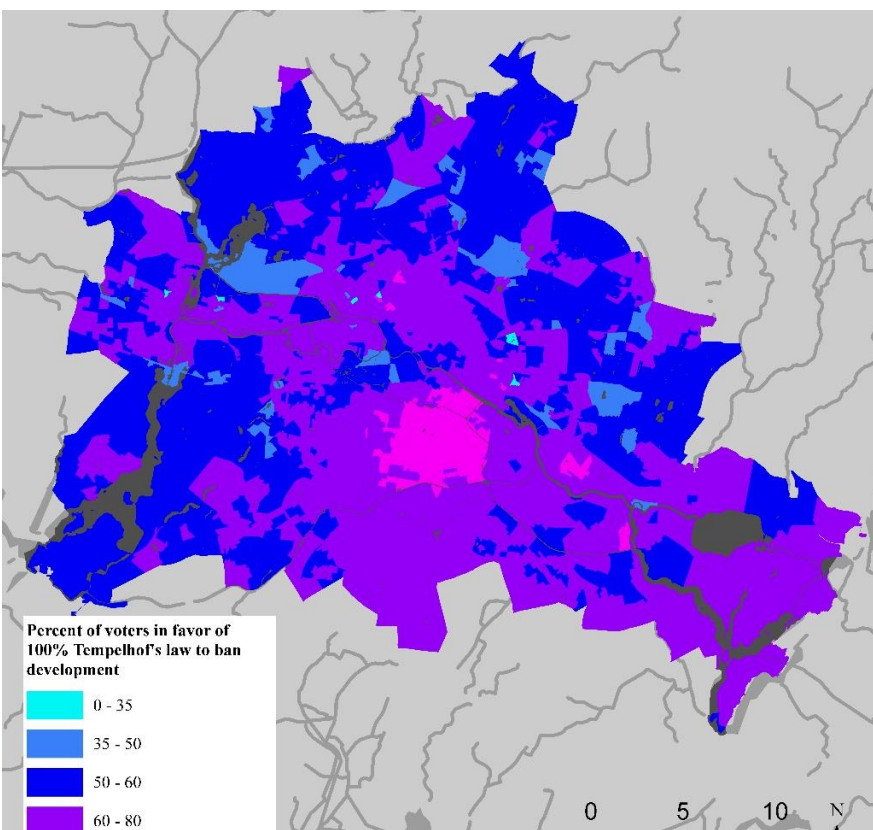 Percent of voters in favor of
100% Tempelhof's law to ban
development
0 - 35
35 - 50
50 - 60
60 - 80
0 5 10 N